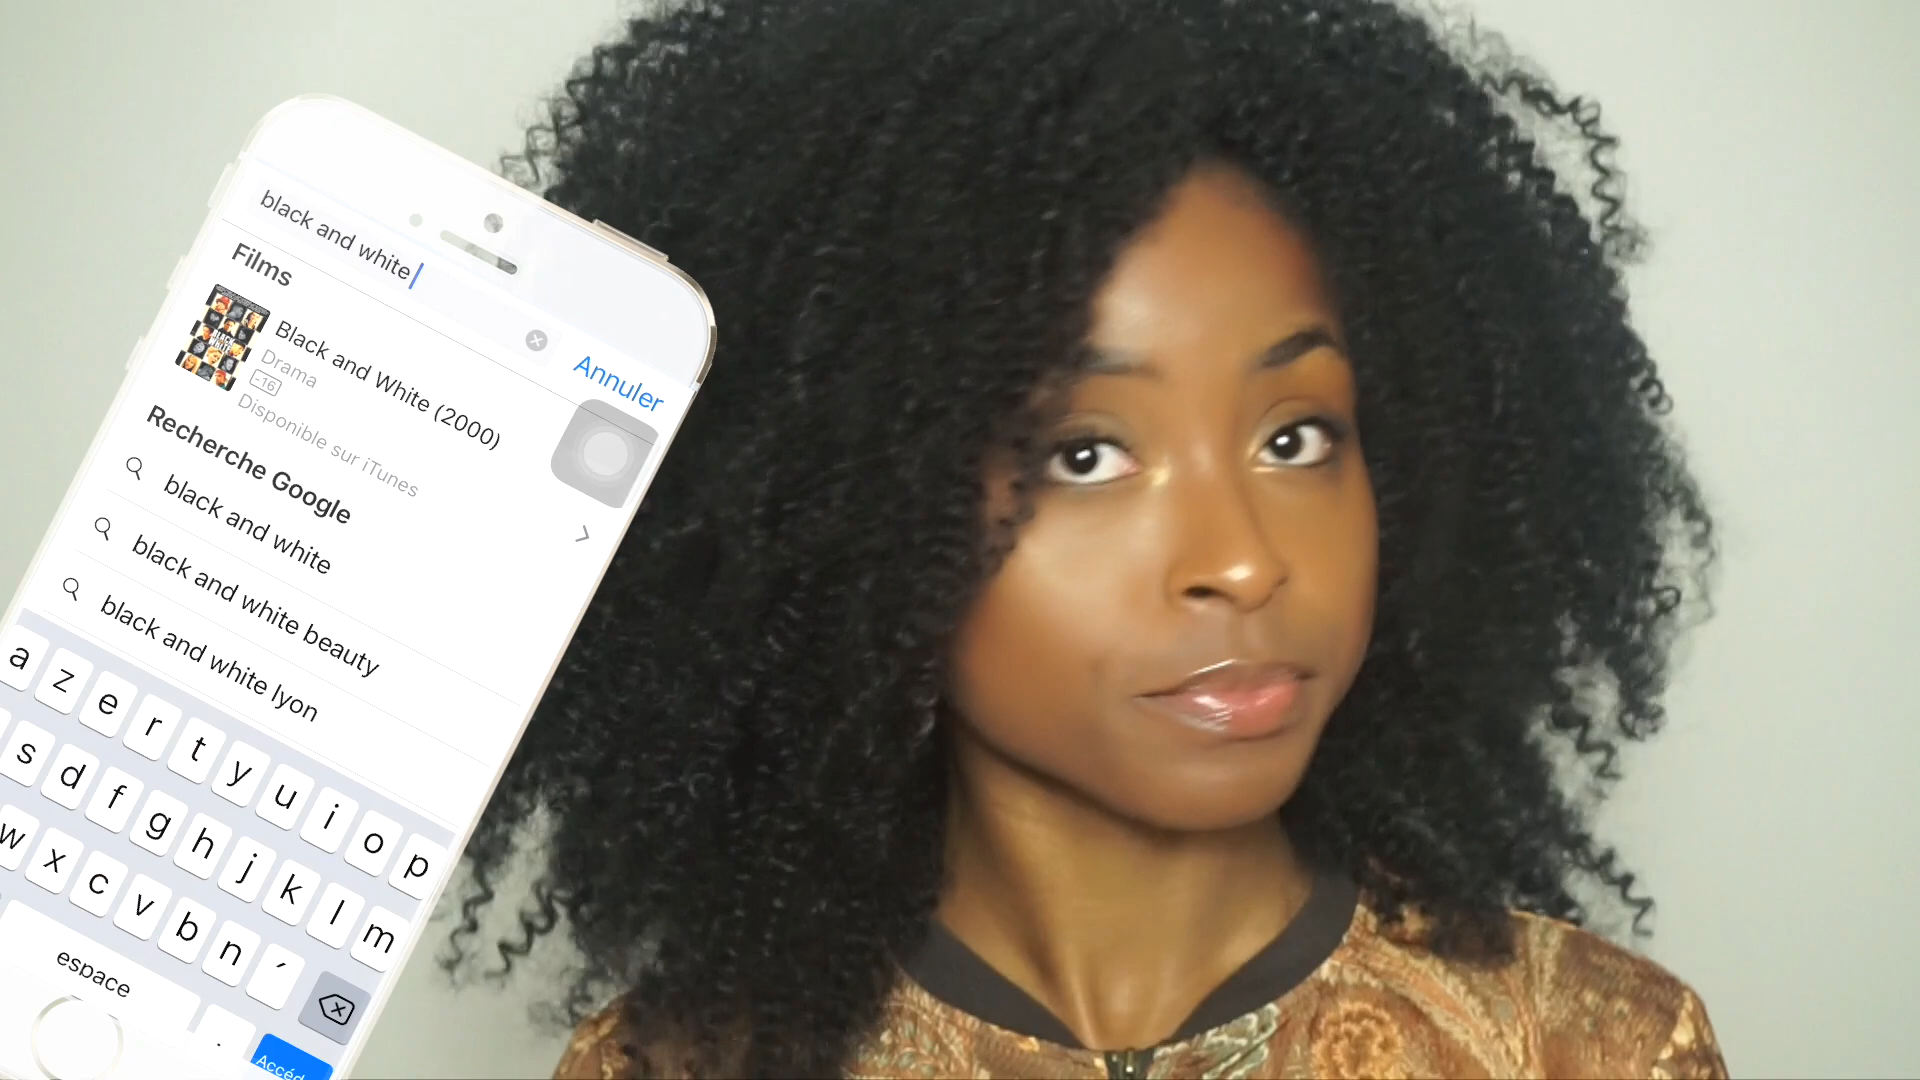 black and white
Films
Black and White (2000)
Drama
-16
Disponible sur iTunes
Annuler
Recherche Google
black and white
black and white beauty
black and white lyon
a z e r t y u i o p
s d f g h j k l m
w x c v b n ´
espace
.
Accéd